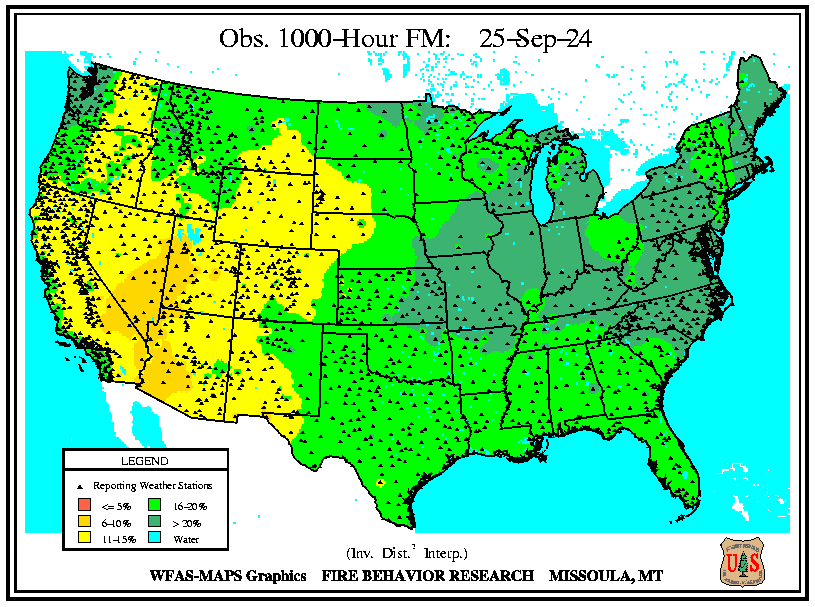 Obs. 1000-Hour FM: 25-Sep-24
LEGEND
Reporting Weather Stations
<= 5% 16-20%
6-10% > 20%
11-15% Water
(Inv. Dist.² Interp.)
WFAS-MAPS Graphics FIRE BEHAVIOR RESEARCH MISSOULA, MT
U S